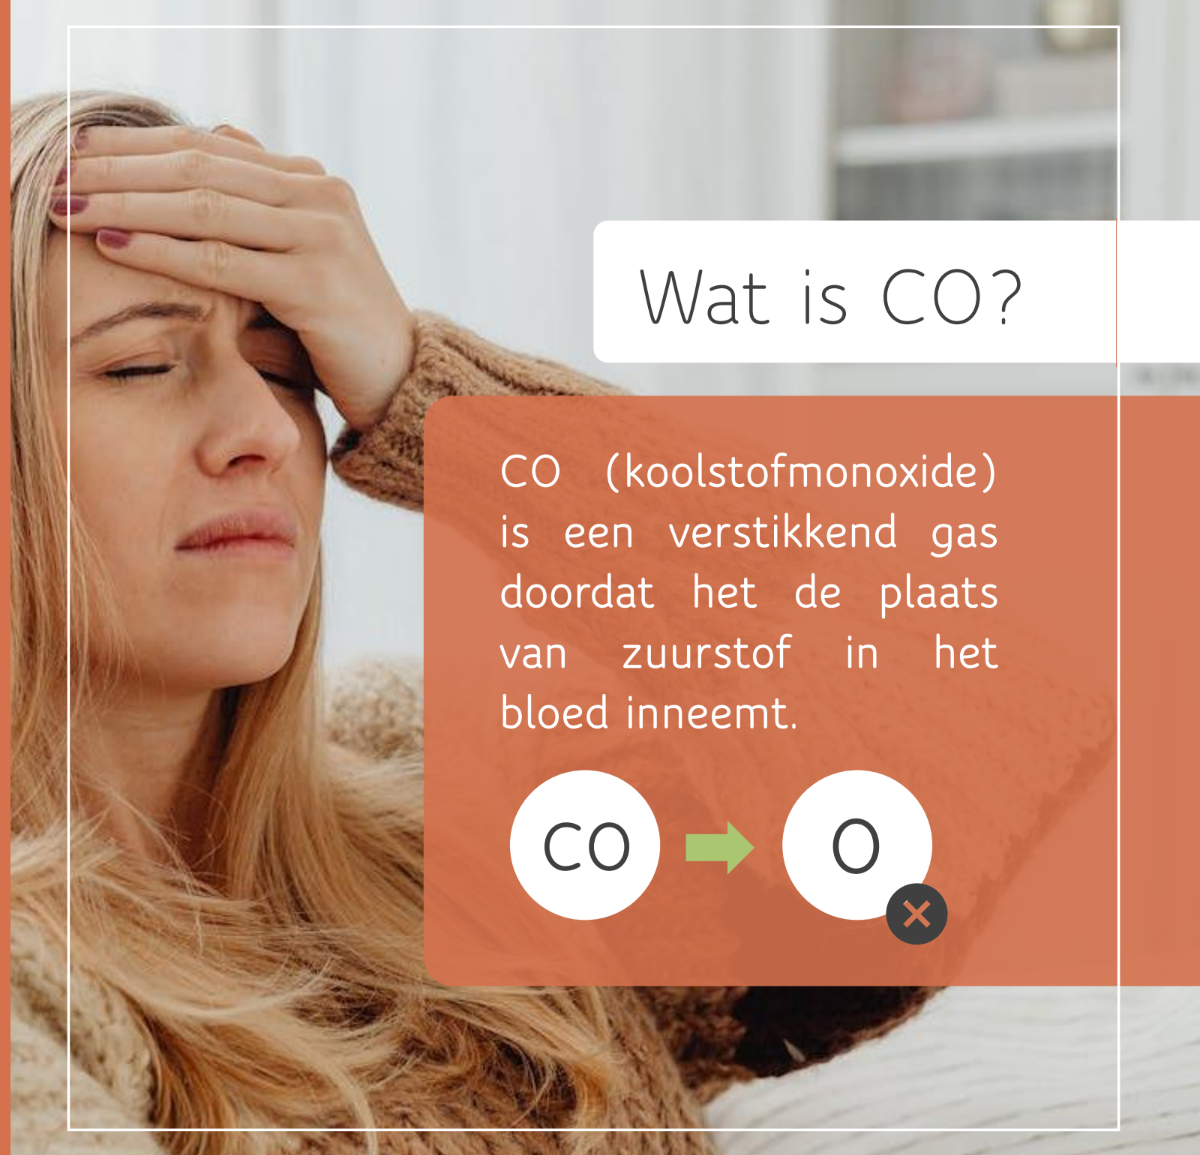 Wat is CO?
CO (koolstofmonoxide)
is een verstikkend gas
doordat het de plaats
van zuurstof in het
bloed inneemt.
CO O